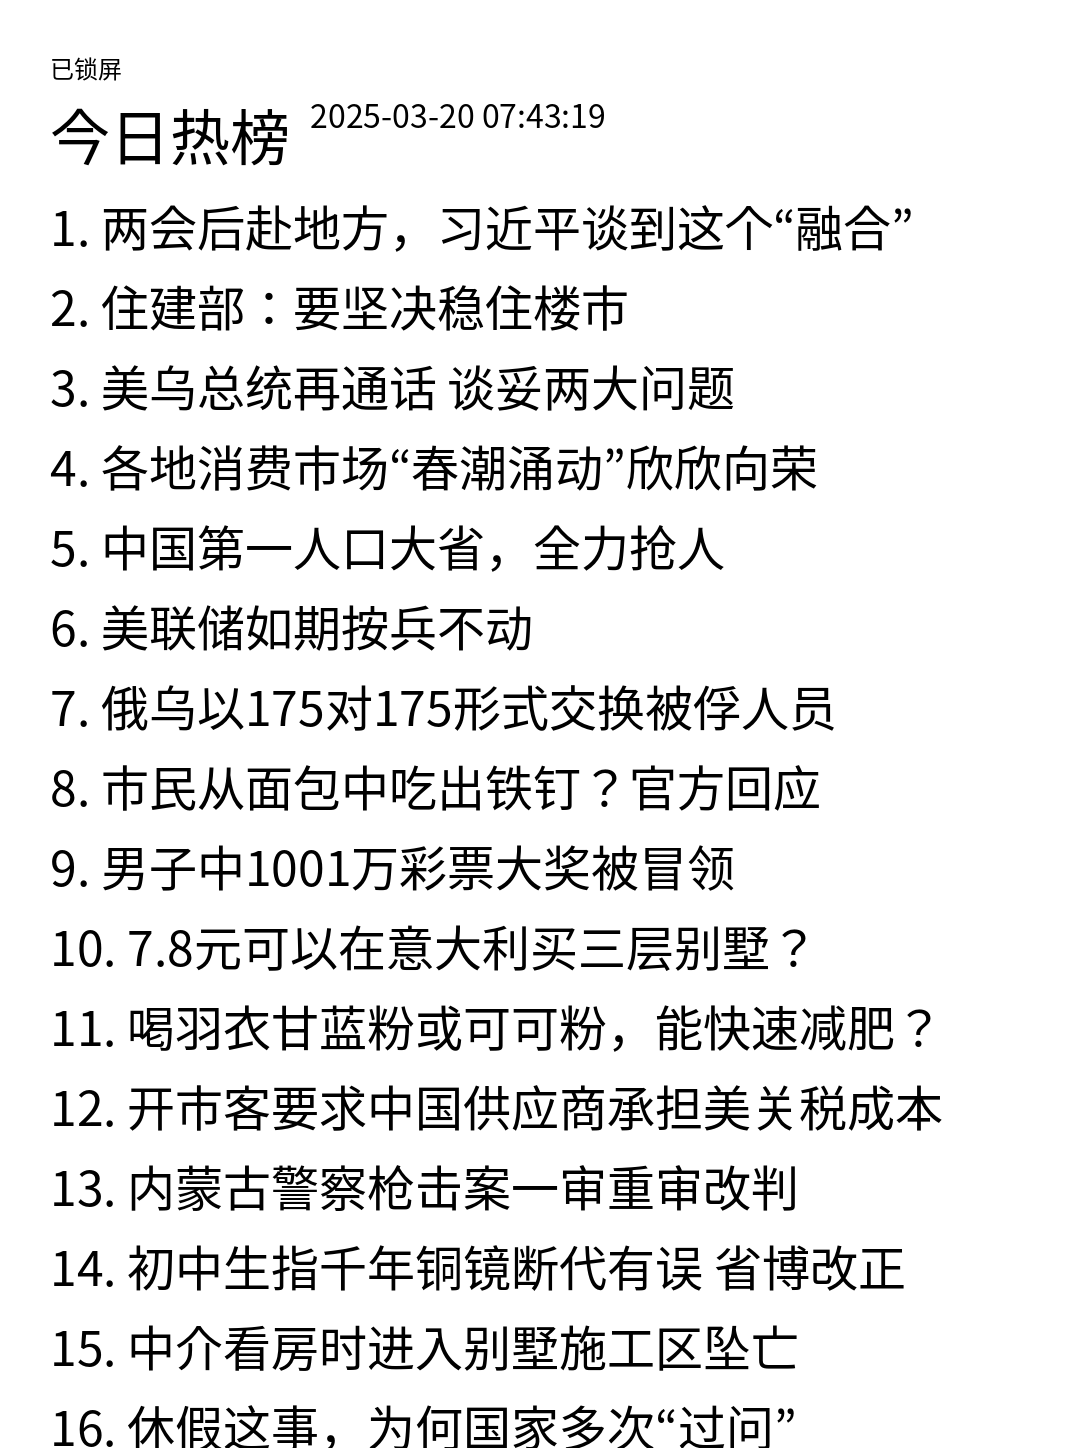 已锁屏
今日热榜 2025-03-20 07:43:19
1. 两会后赴地方，习近平谈到这个“融合”
2. 住建部：要坚决稳住楼市
3. 美乌总统再通话 谈妥两大问题
4. 各地消费市场“春潮涌动”欣欣向荣
5. 中国第一人口大省，全力抢人
6. 美联储如期按兵不动
7. 俄乌以175对175形式交换被俘人员
8. 市民从面包中吃出铁钉？官方回应
9. 男子中1001万彩票大奖被冒领
10. 7.8元可以在意大利买三层别墅？
11. 喝羽衣甘蓝粉或可可粉，能快速减肥？
12. 开市客要求中国供应商承担美关税成本
13. 内蒙古警察枪击案一审重审改判
14. 初中生指千年铜镜断代有误 省博改正
15. 中介看房时进入别墅施工区坠亡
16. 休假这事，为何国家多次“过问”